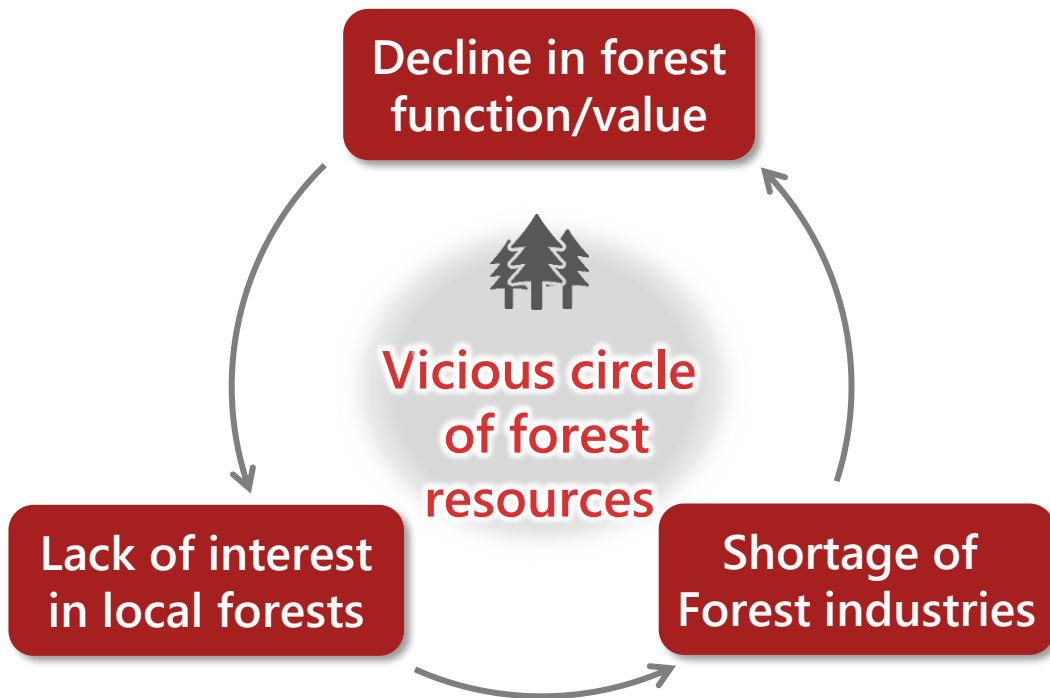 Decline in forest
function/value
Vicious circle
of forest
resources
Lack of interest
in local forests
Shortage of
Forest industries